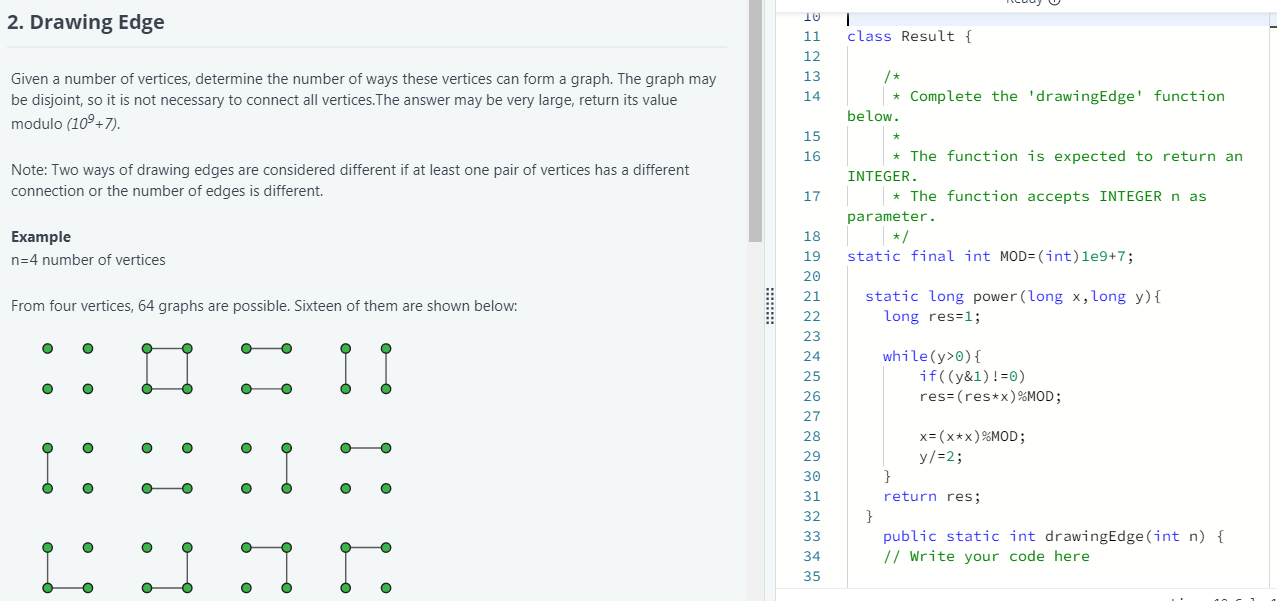 2. Drawing Edge
Given a number of vertices, determine the number of ways these vertices can form a graph. The graph may
be disjoint, so it is not necessary to connect all vertices.The answer may be very large, return its value
modulo (10⁹+7).
Note: Two ways of drawing edges are considered different if at least one pair of vertices has a different
connection or the number of edges is different.
Example
n=4 number of vertices
From four vertices, 64 graphs are possible. Sixteen of them are shown below:
10
11 class Result {
12
13 /*
14 * Complete the 'drawingEdge' function
below.
15 *
16 * The function is expected to return an
INTEGER.
17 * The function accepts INTEGER n as
parameter.
18 */
19 static final int MOD=(int)1e9+7;
20
21 static long power(long x,long y){
22 long res=1;
23
24 while(y>0){
25 if((y&1)!=0)
26 res=(res*x)%MOD;
27
28 x=(x*x)%MOD;
29 y/=2;
30 }
31 return res;
32 }
33 public static int drawingEdge(int n) {
34 // Write your code here
35